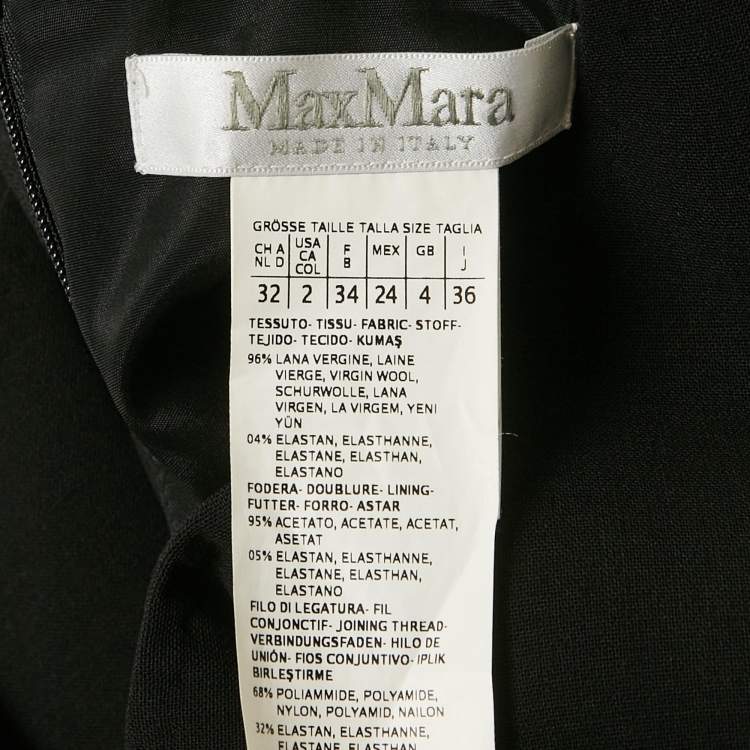 MaxMara
MADE IN ITALY
GRÖSSE TAILLE TALLA SIZE TAGLIA
CH A NL D | USA CA COL | F B | MEX | GB | I J
32 | 2 | 34 | 24 | 4 | 36
TESSUTO- TISSU- FABRIC- STOFF-
TEJIDO- TECIDO- KUMAŞ
96% LANA VERGINE, LAINE
VIERGE, VIRGIN WOOL,
SCHURWOLLE, LANA
VIRGEN, LA VIRGEM, YENI
YÜN
04% ELASTAN, ELASTHANNE,
ELASTANE, ELASTHAN,
ELASTANO
FODERA- DOUBLURE- LINING-
FUTTER- FORRO- ASTAR
95% ACETATO, ACETATE, ACETAT,
ASETAT
05% ELASTAN, ELASTHANNE,
ELASTANE, ELASTHAN,
ELASTANO
FILO DI LEGATURA- FIL
CONJONCTIF- JOINING THREAD-
VERBINDUNGSFADEN- HILO DE
UNIÓN- FIOS CONJUNTIVO- IPLIK
BIRLEŞTIRME
68% POLIAMMIDE, POLYAMIDE,
NYLON, POLYAMID, NAILON
32% ELASTAN, ELASTHANNE,
ELASTANE, ELASTHAN,